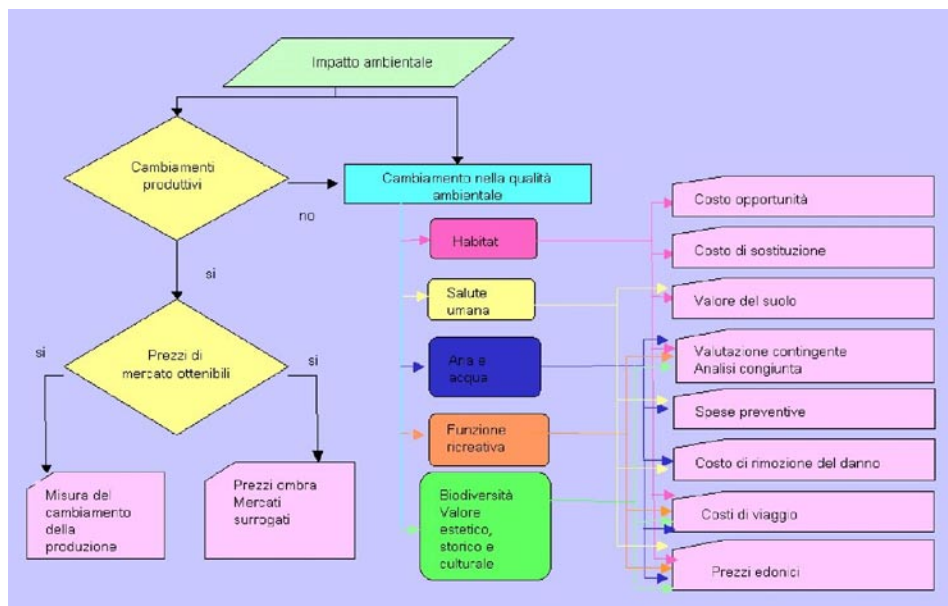 Impatto ambientale
Cambiamenti
produttivi
no
Cambiamento nella qualità
ambientale
si
Prezzi di
mercato ottenibili
si
si
Misura del
cambiamento
della
produzione
Prezzi ombra
Mercati
surrogati
Habitat
Salute
umana
Aria e
acqua
Funzione
ricreativa
Biodiversità
Valore
estetico,
storico e
culturale
Costo opportunità
Costo di sostituzione
Valore del suolo
Valutazione contingente
Analisi congiunta
Spese preventive
Costo di rimozione del danno
Costi di viaggio
Prezzi edonici